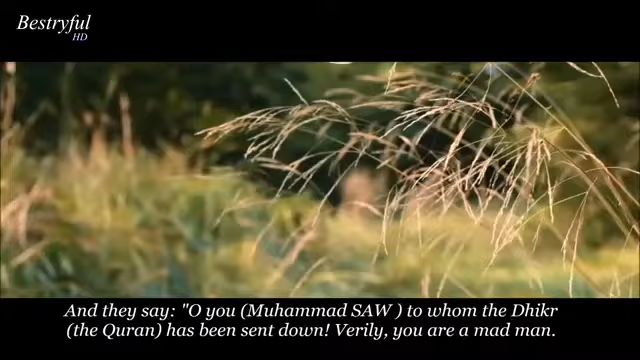 Bestryful
HD
And they say: "O you (Muhammad SAW ) to whom the Dhikr
(the Quran) has been sent down! Verily, you are a mad man.